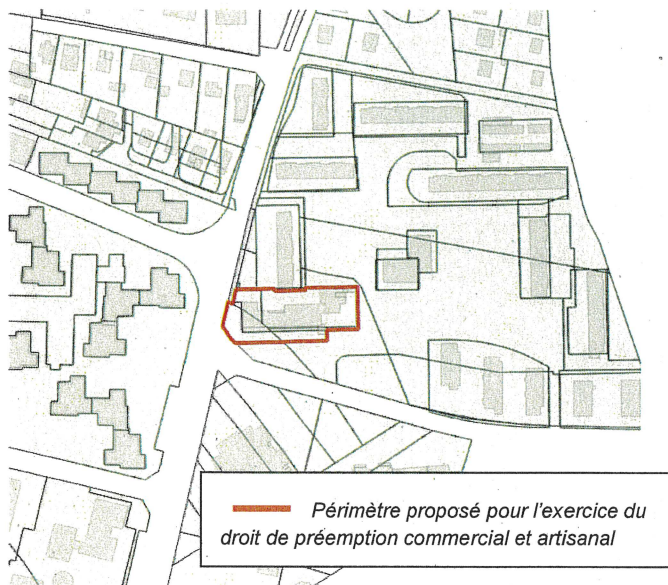 Périmètre proposé pour l'exercice du
droit de préemption commercial et artisanal